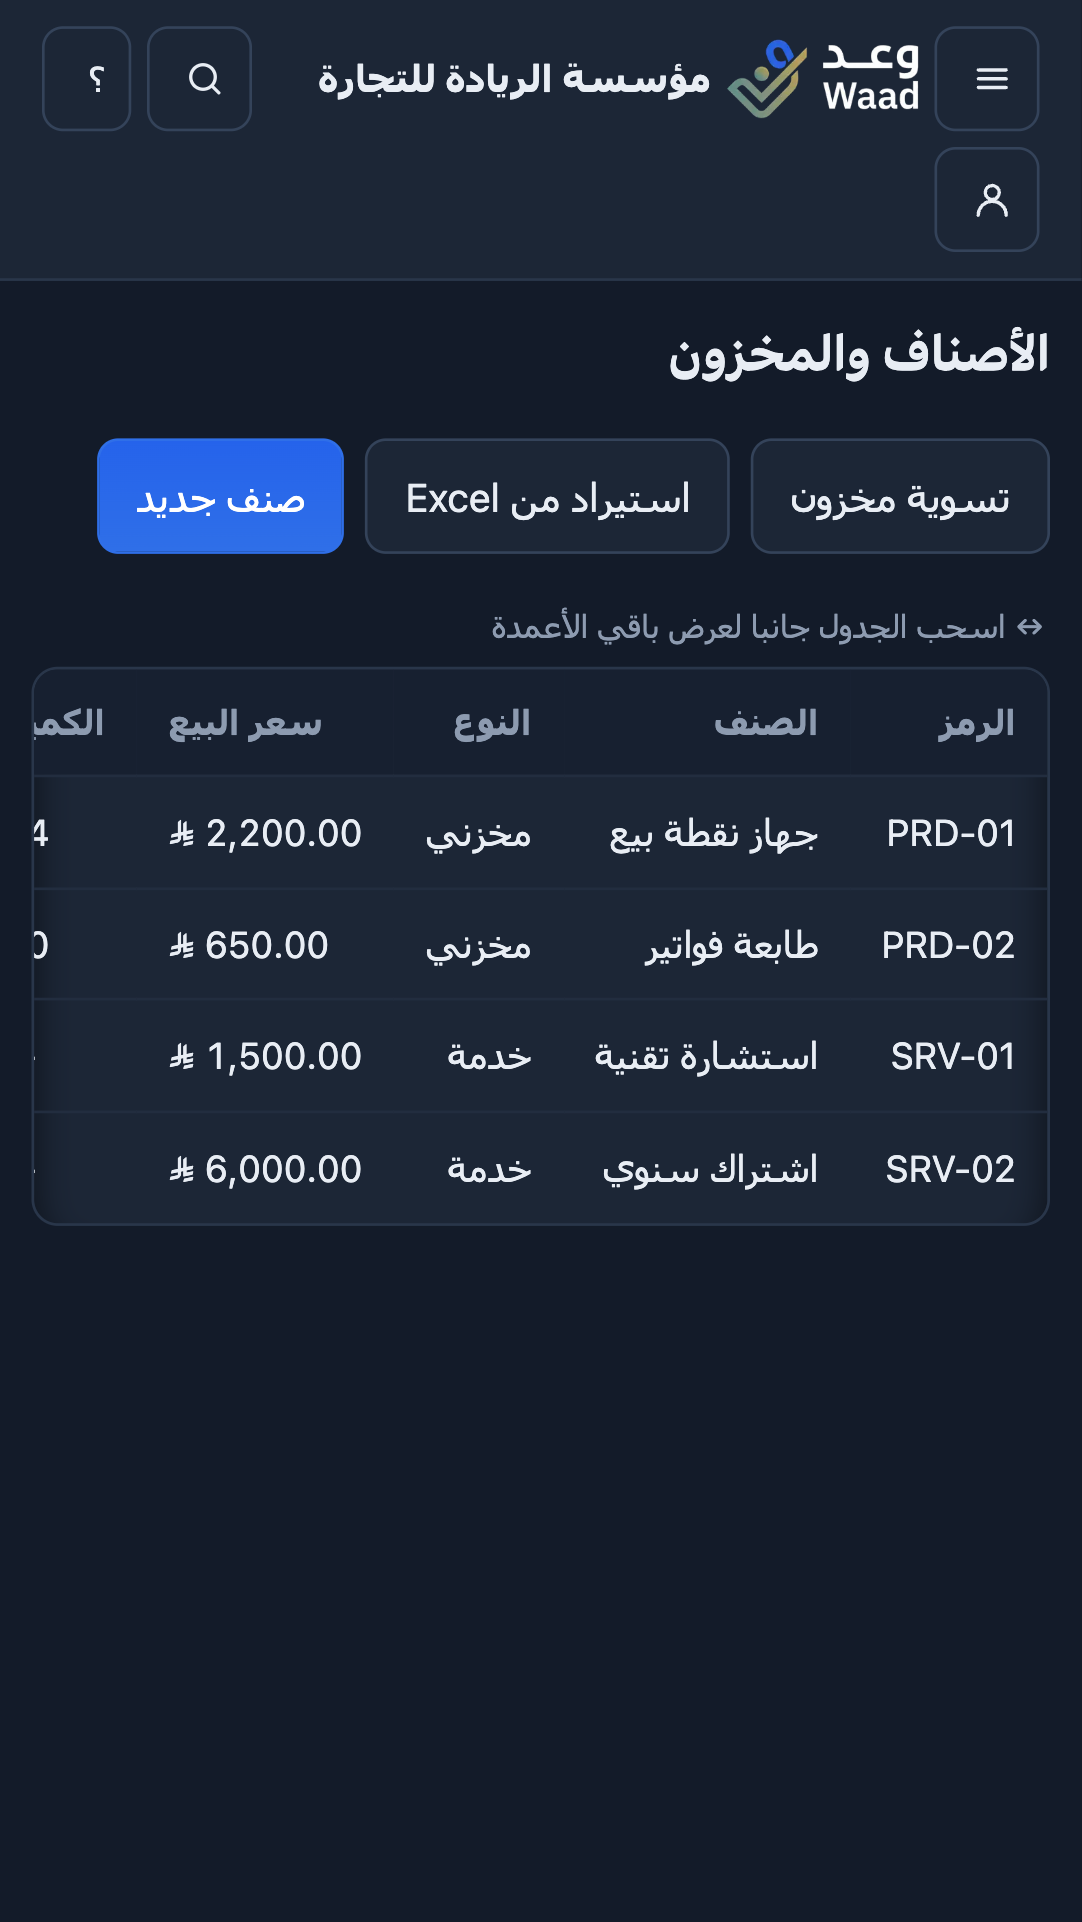 وعد
Waad
مؤسسة الريادة للتجارة
؟
الأصناف والمخزون
تسوية مخزون
استيراد من Excel
صنف جديد
↔ اسحب الجدول جانبا لعرض باقي الأعمدة
الرمز الصنف النوع سعر البيع
PRD-01 جهاز نقطة بيع مخزني 2,200.00 ⃁ 4
PRD-02 طابعة فواتير مخزني 650.00 ⃁ 0
SRV-01 استشارة تقنية خدمة 1,500.00 ⃁
SRV-02 اشتراك سنوي خدمة 6,000.00 ⃁